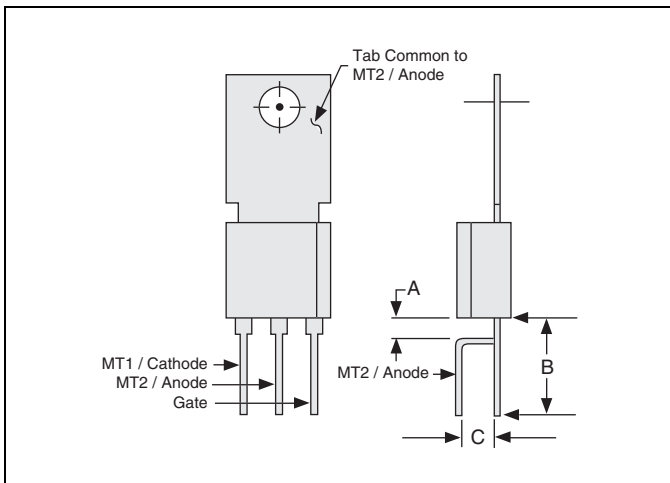 Tab Common to
MT2 / Anode
A
MT1 / Cathode
MT2 / Anode
Gate
MT2 / Anode
B
C